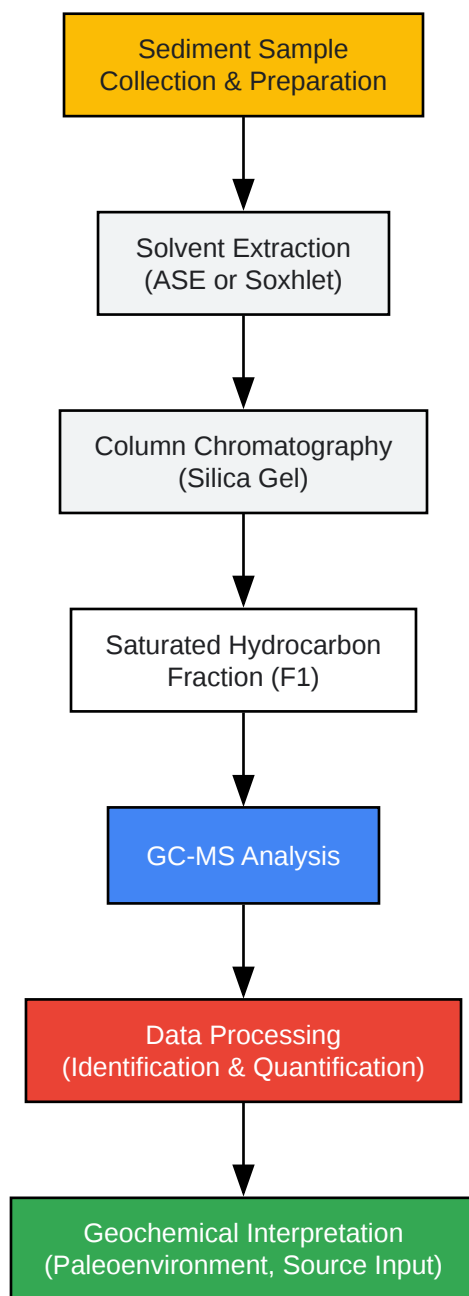 Sediment Sample
Collection & Preparation
Solvent Extraction
(ASE or Soxhlet)
Column Chromatography
(Silica Gel)
Saturated Hydrocarbon
Fraction (F1)
GC-MS Analysis
Data Processing
(Identification & Quantification)
Geochemical Interpretation
(Paleoenvironment, Source Input)